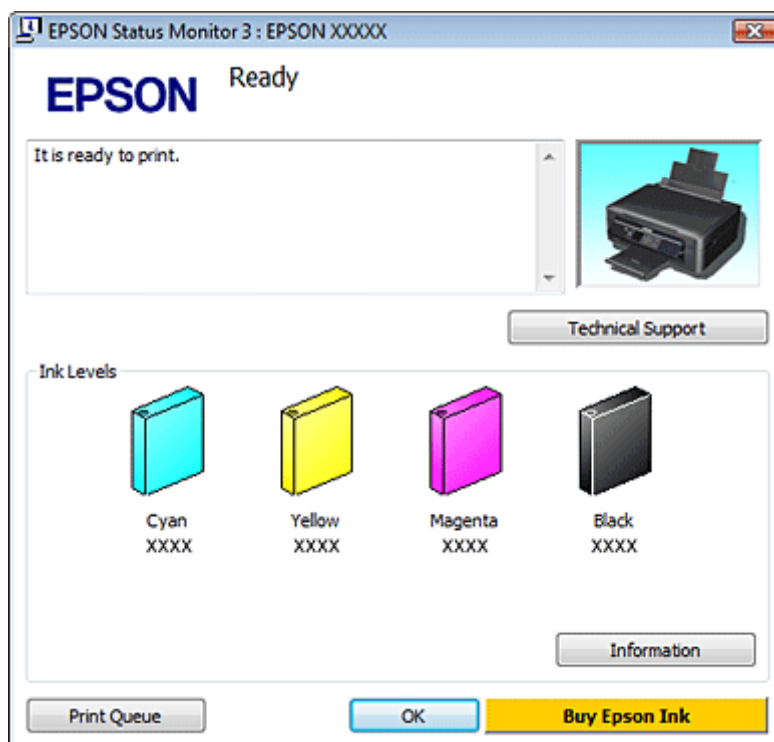 EPSON Status Monitor 3 : EPSON XXXXX
EPSON
Ready
It is ready to print.
Technical Support
Ink Levels
Cyan Yellow Magenta Black
XXXX XXXX XXXX XXXX
Information
Print Queue OK Buy Epson Ink